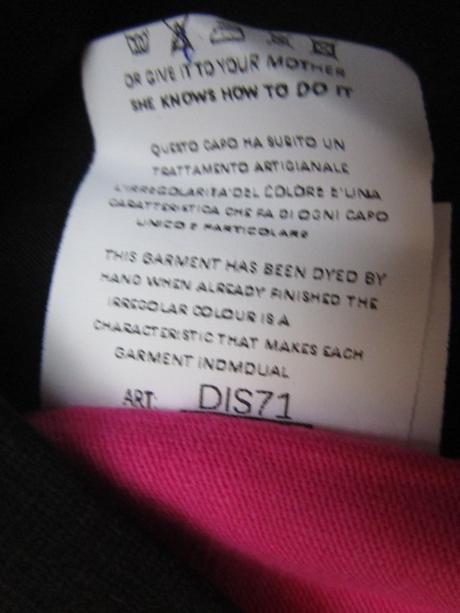 OR GIVE IT TO YOUR MOTHER
SHE KNOWS HOW TO DO IT
QUESTO CAPO HA SUBITO UN
TRATTAMENTO ARTIGIANALE
L'IRREGOLARITA' DEL COLORE E' UNA
CARATTERISTICA CHE FA DI OGNI CAPO
UNICO E PARTICOLARE
THIS GARMENT HAS BEEN DYED BY
HAND WHEN ALREADY FINISHED THE
IRREGOLAR COLOUR IS A
CHARACTERISTIC THAT MAKES EACH
GARMENT INDMDUAL
ART: DIS71